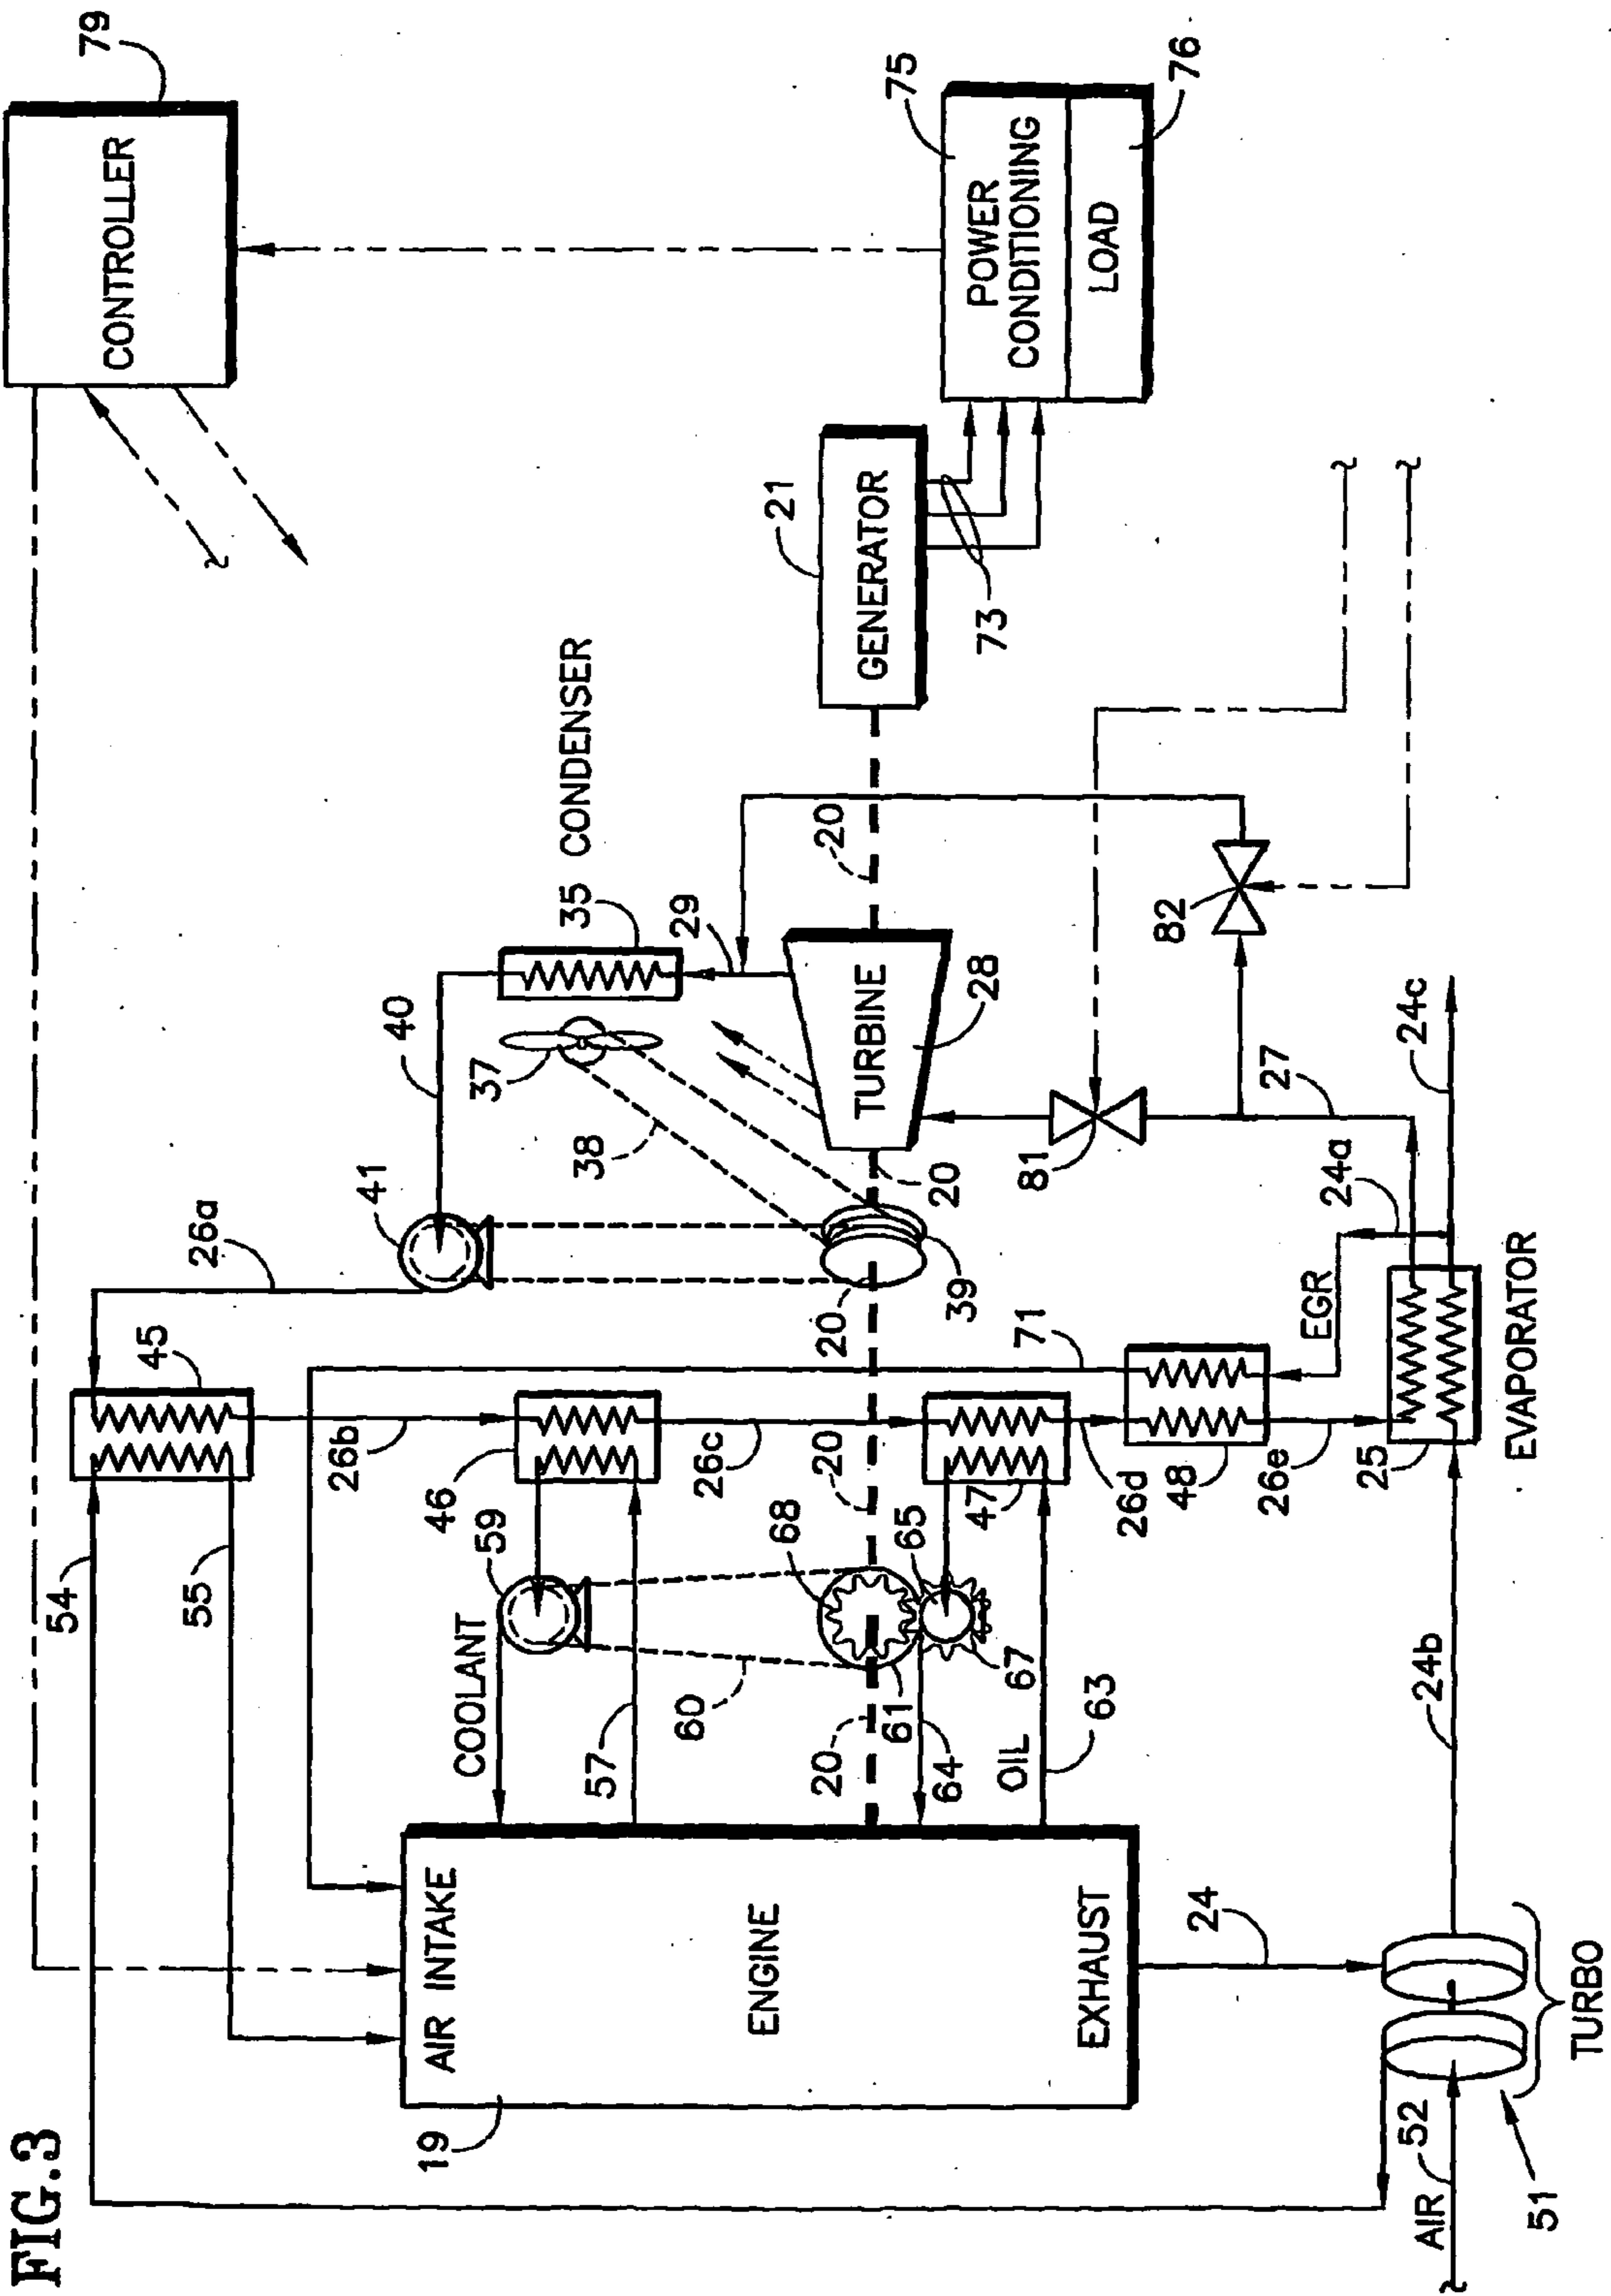 FIG.3
79
CONTROLLER
75
POWER
CONDITIONING
LOAD
76
21
GENERATOR
73
CONDENSER
35
29
20
TURBINE
28
82
81
27
24c
24a
EGR
EVAPORATOR
25
40
37
38
41
26a
39
20
20
45
26b
46
26c
20
47
26d
48
26e
71
54
55
59
COOLANT
57
60
68
65
61
67
64
20
OIL
63
24b
AIR INTAKE
ENGINE
EXHAUST
19
24
TURBO
51
52
AIR